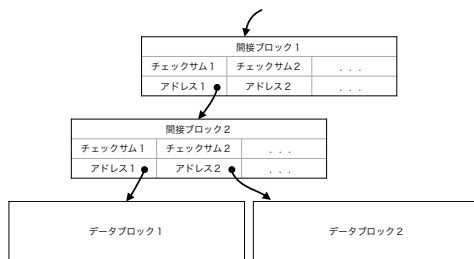 間接ブロック1
チェックサム1 チェックサム2 . . .
アドレス1 アドレス2 . . .
間接ブロック2
チェックサム1 チェックサム2 . . .
アドレス1 アドレス2 . . .
データブロック1 データブロック2